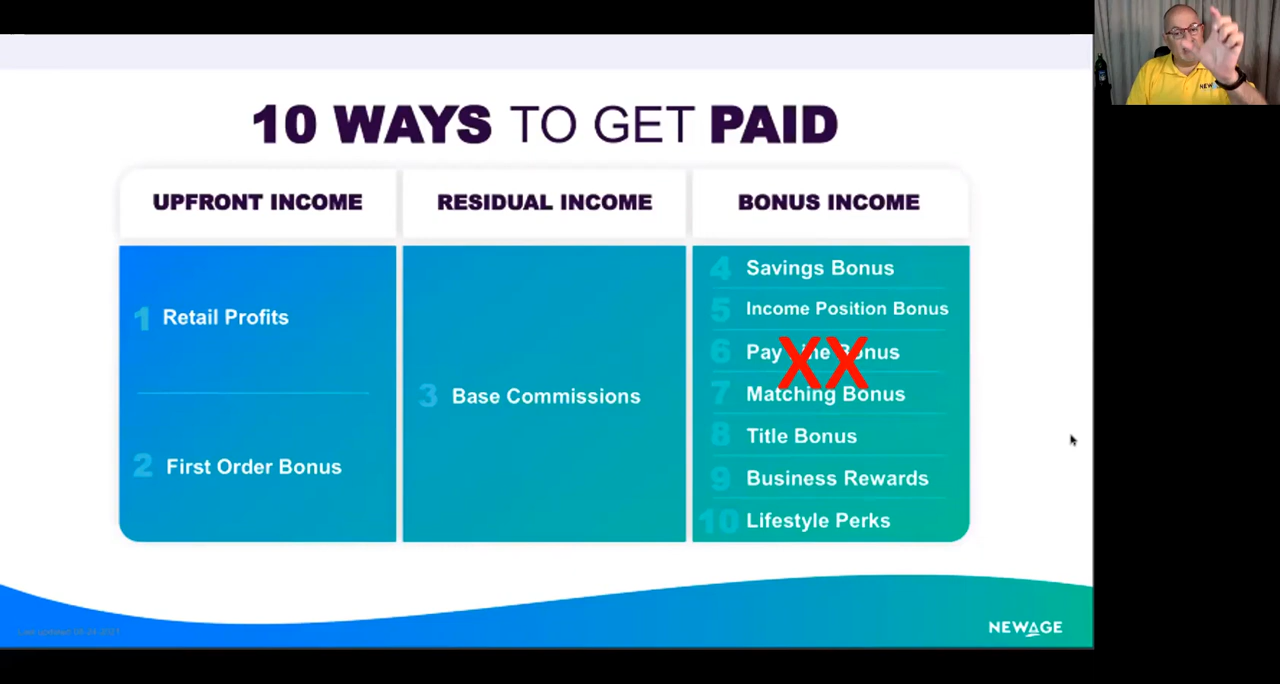 10 WAYS TO GET PAID
UPFRONT INCOME
1 Retail Profits
2 First Order Bonus
RESIDUAL INCOME
3 Base Commissions
BONUS INCOME
4 Savings Bonus
5 Income Position Bonus
6 Pay Bonus
XX
7 Matching Bonus
8 Title Bonus
9 Business Rewards
10 Lifestyle Perks
NEWAGE